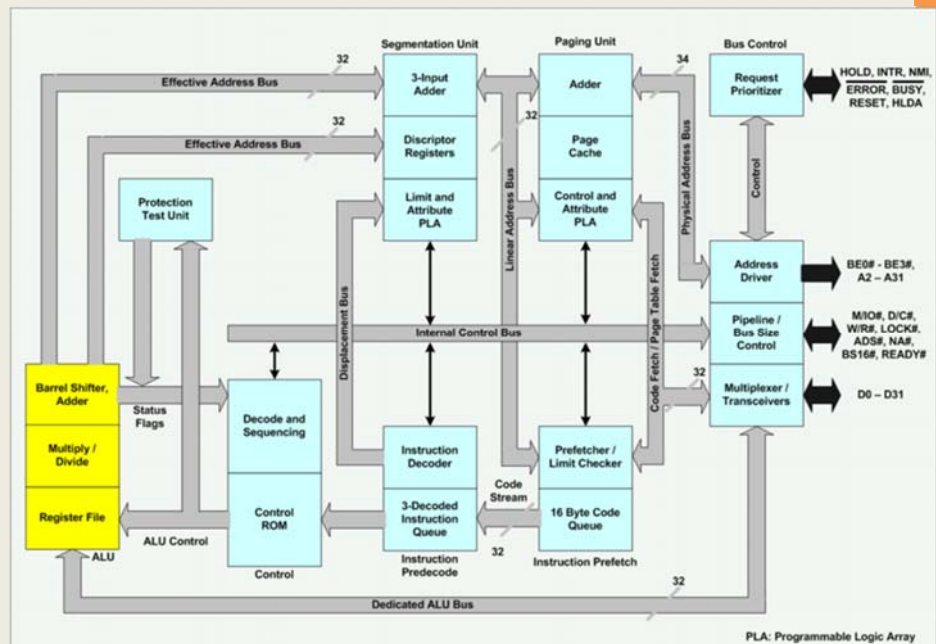 Segmentation Unit
Paging Unit
Bus Control
32
Effective Address Bus
3-Input
Adder
Adder
34
Request
Prioritizer
HOLD, INTR, NMI,
ERROR, BUSY,
RESET, HLDA
32
Effective Address Bus
Discriptor
Registers
32
Page
Cache
Protection
Test Unit
Limit and
Attribute
PLA
Linear Address Bus
Control and
Attribute
PLA
Physical Address Bus
Control
Address
Driver
BE0# - BE3#,
A2 – A31
Internal Control Bus
Displacement Bus
Code Fetch / Page Table Fetch
Pipeline /
Bus Size
Control
M/IO#, D/C#,
W/R#, LOCK#,
ADS#, NA#,
BS16#, READY#
Barrel Shifter,
Adder
Status
Flags
Decode and
Sequencing
32
Multiplexer /
Transceivers
D0 – D31
Multiply /
Divide
Instruction
Decoder
Prefetcher /
Limit Checker
Code
Stream
Register File
ALU Control
Control
ROM
3-Decoded
Instruction
Queue
32
16 Byte Code
Queue
ALU
Control
Instruction
Predecode
Instruction Prefetch
32
Dedicated ALU Bus
PLA: Programmable Logic Array